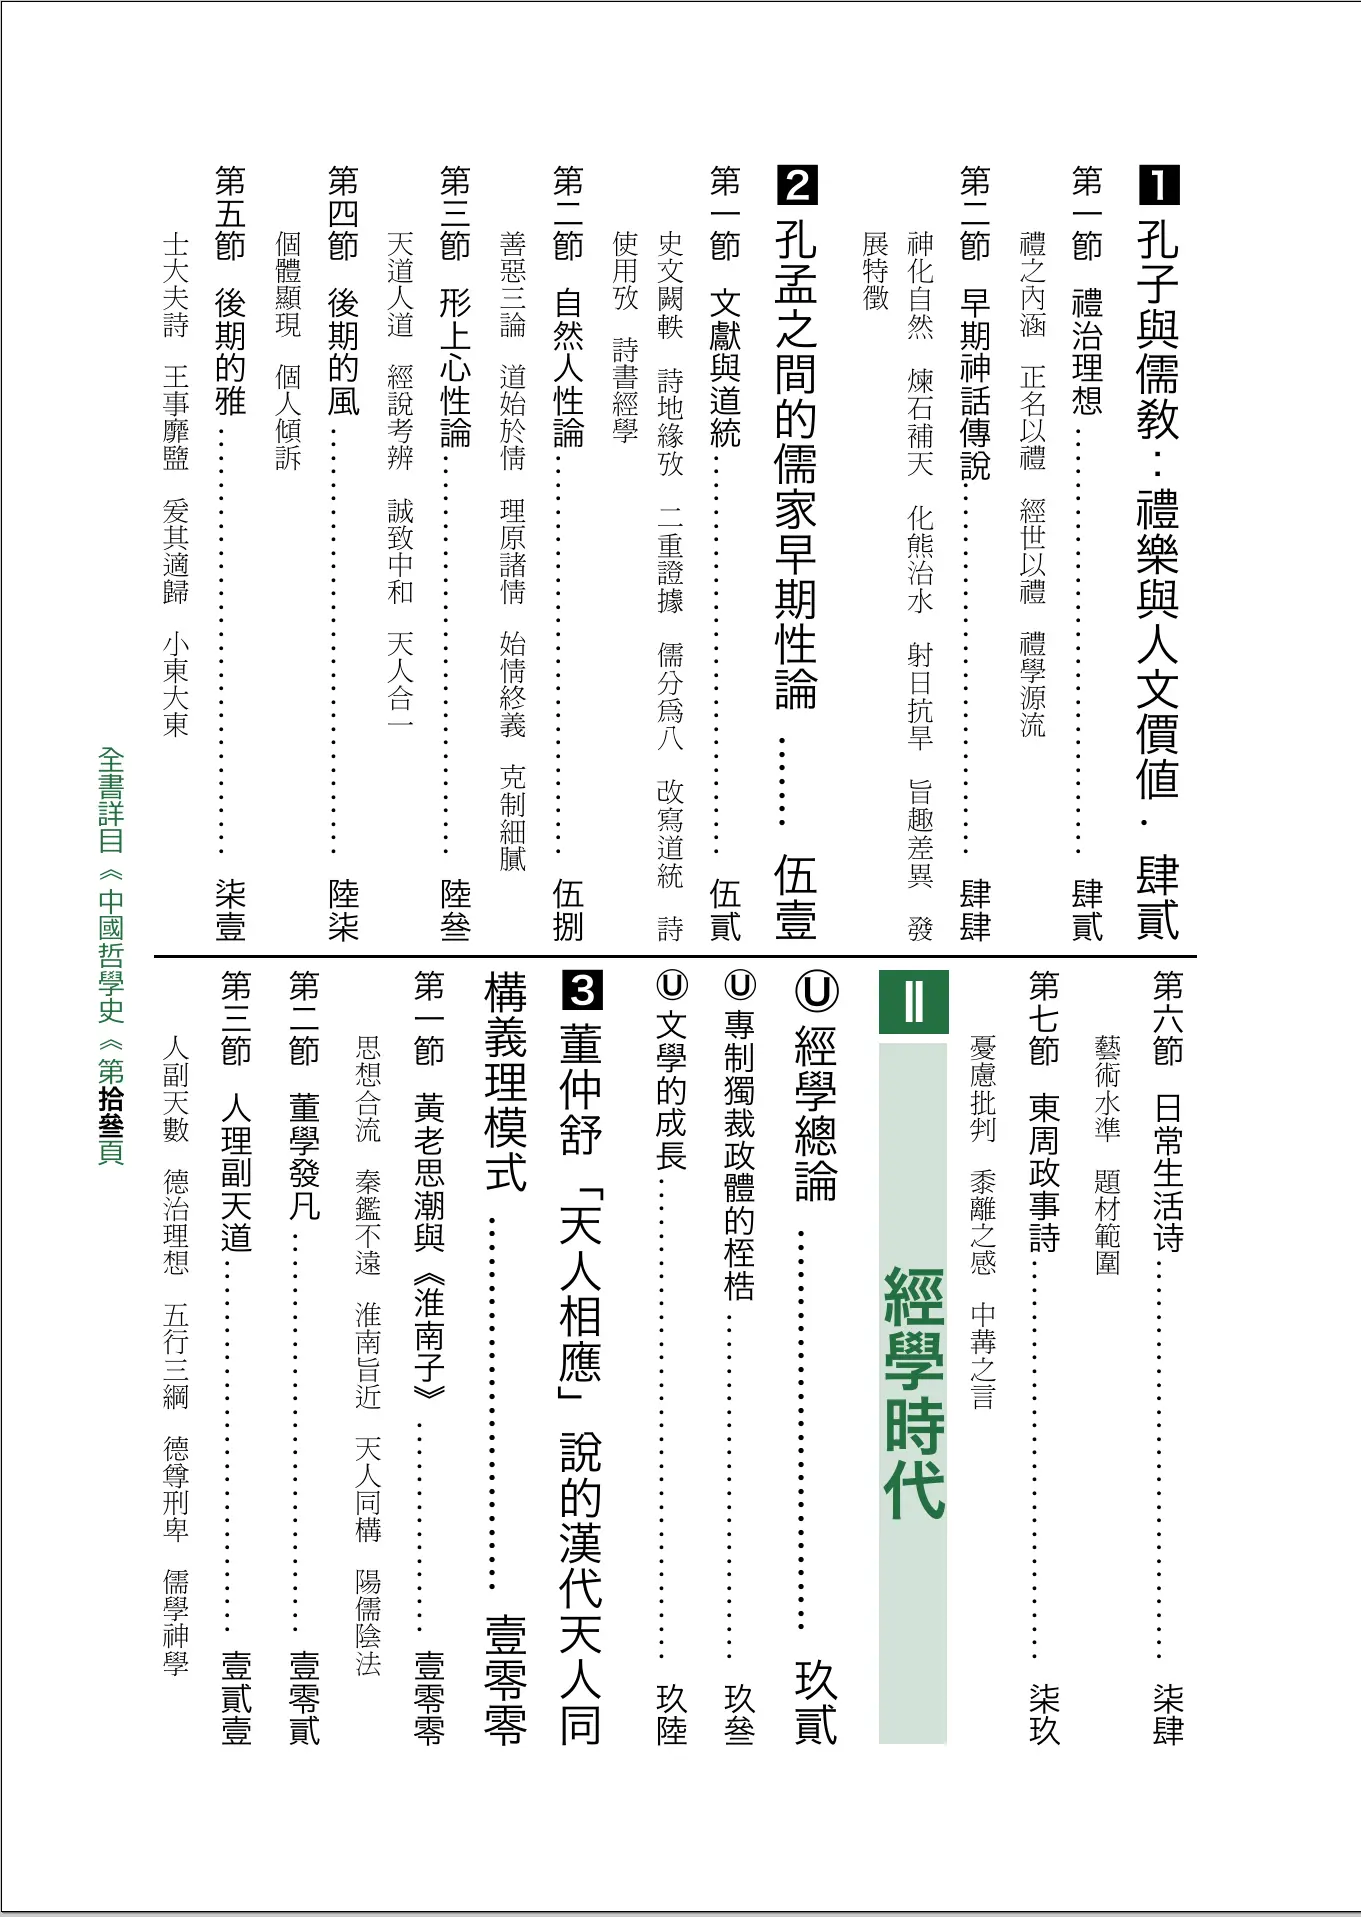 1 孔子與儒教：禮樂與人文價值 · 肆貳
第一節 禮治理想 …… 肆貳
禮之內涵 正名以禮 經世以禮 禮學源流
第二節 早期神話傳說 …… 肆肆
神化自然 煉石補天 化熊治水 射日抗旱 旨趣差異 發
展特徵
2 孔孟之間的儒家早期性論 …… 伍壹
第一節 文獻與道統 …… 伍貳
史文闕軼 詩地緣攷 二重證據 儒分爲八 改寫道統 詩
使用攷 詩書經學
第二節 自然人性論 …… 伍捌
善惡三論 道始於情 理原諸情 始情終義 克制細膩
第三節 形上心性論 …… 陸叄
天道人道 經說考辨 誠致中和 天人合一
第四節 後期的風 …… 陸柒
個體顯現 個人傾訴
第五節 後期的雅 …… 柒壹
士大夫詩 王事靡盬 爰其適歸 小東大東
第六節 日常生活诗 …… 柒肆
藝術水準 題材範圍
第七節 東周政事詩 …… 柒玖
憂慮批判 黍離之感 中冓之言
II 經學時代
Ⓤ 經學總論 …… 玖貳
Ⓤ 專制獨裁政體的桎梏 …… 玖叄
Ⓤ 文學的成長 …… 玖陸
3 董仲舒「天人相應」說的漢代天人同
構義理模式 …… 壹零零
第一節 黃老思潮與《淮南子》 …… 壹零零
思想合流 秦鑑不遠 淮南旨近 天人同構 陽儒陰法
第二節 董學發凡 …… 壹零貳
第三節 人理副天道 …… 壹貳壹
人副天數 德治理想 五行三綱 德尊刑卑 儒學神學
全書詳目《中國哲學史《第拾叄頁